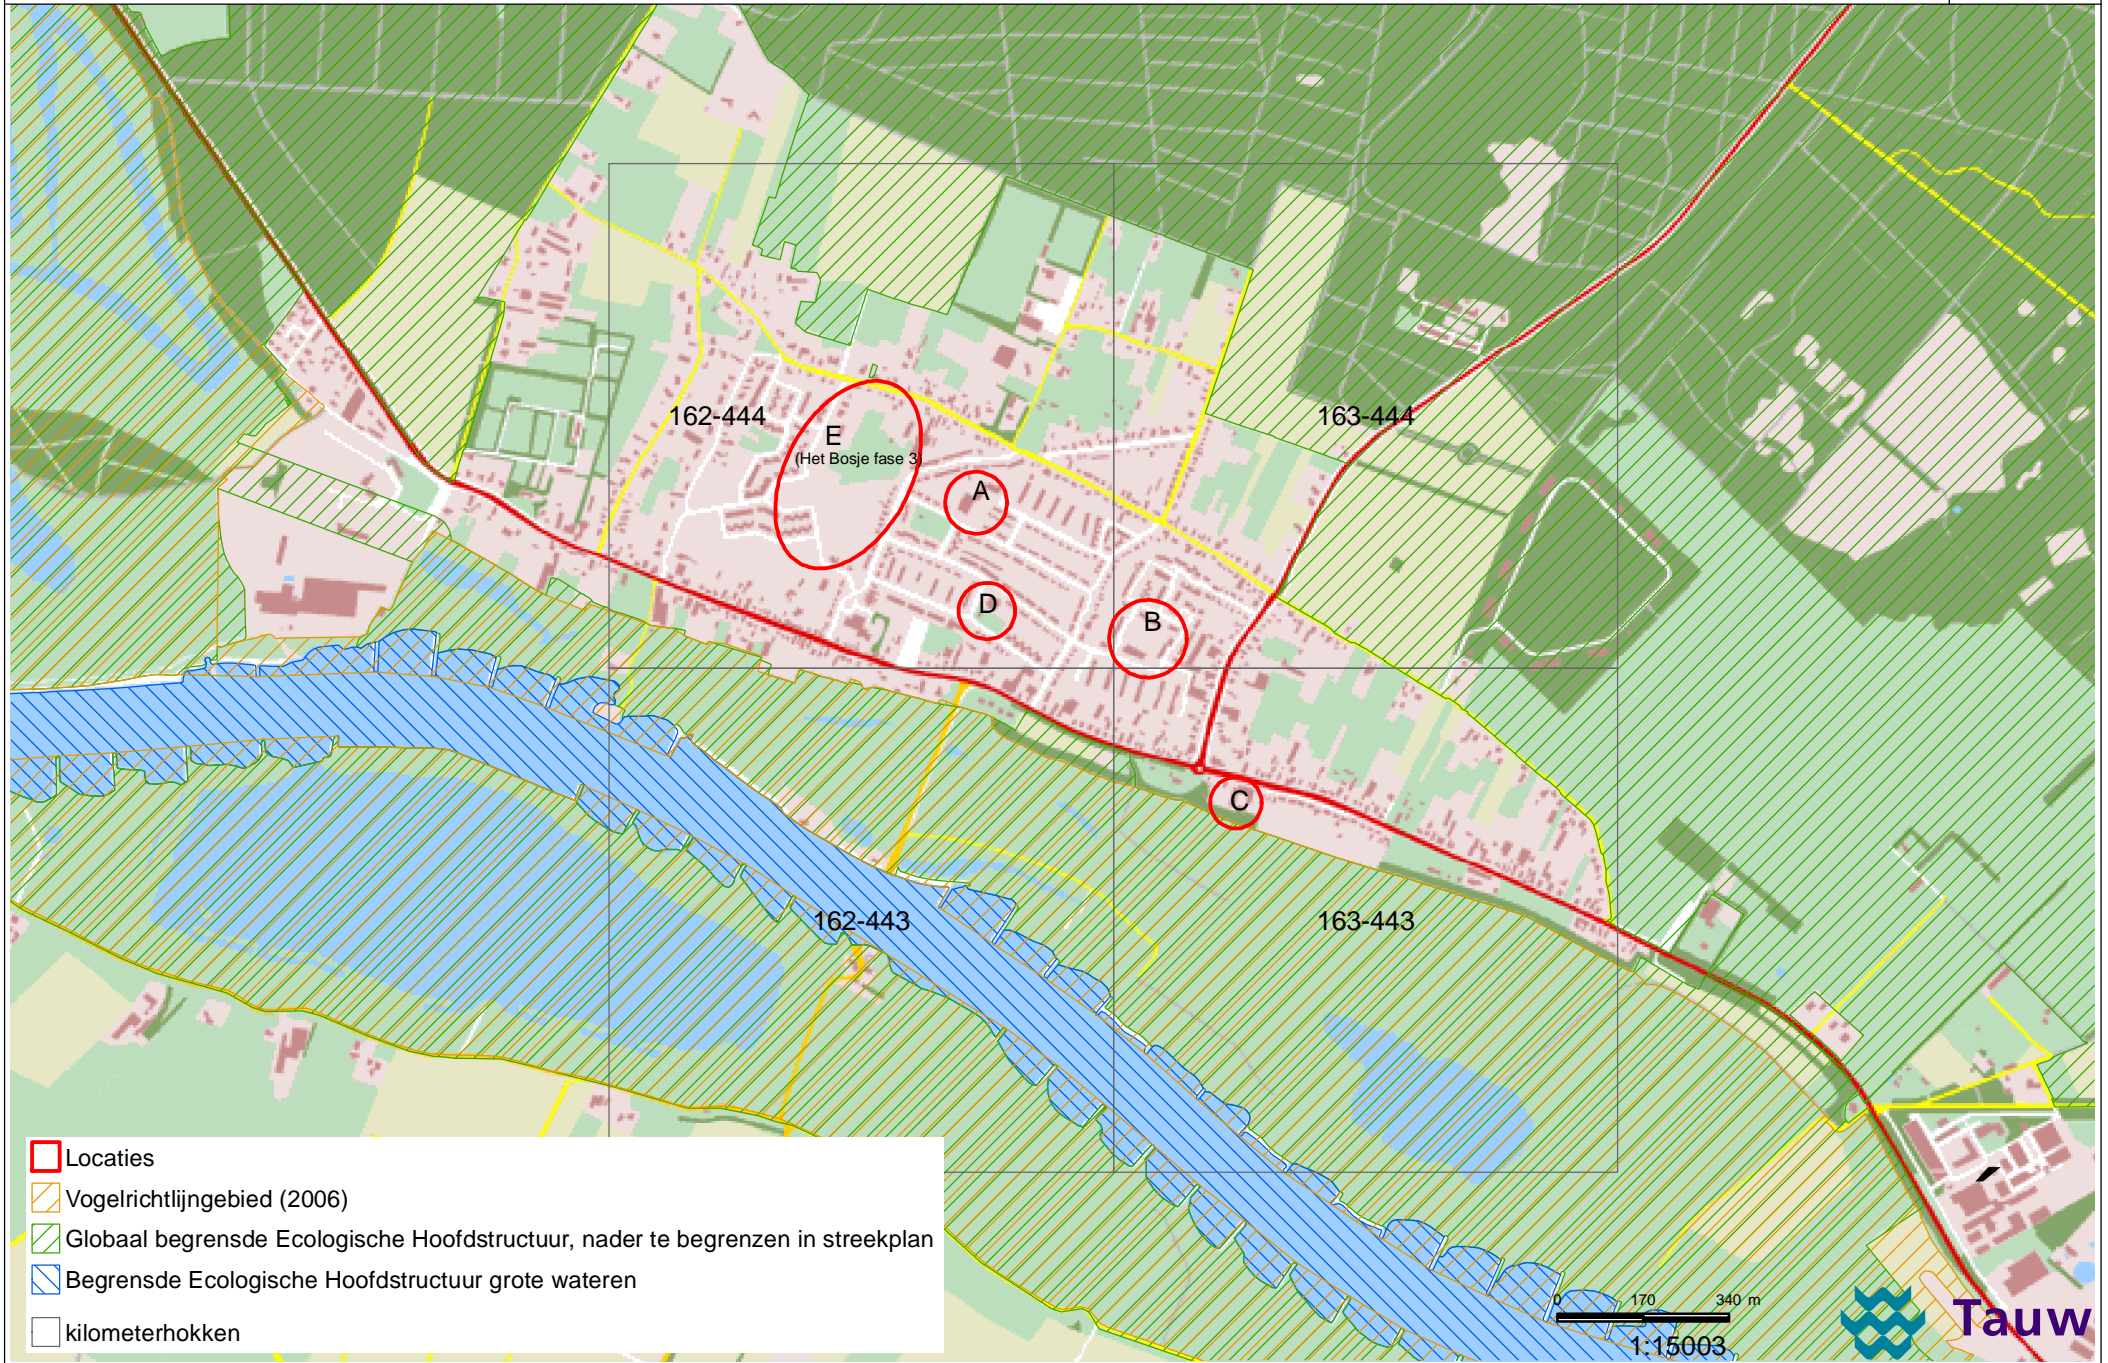 162-444
163-444
E
(Het Bosje fase 3)
A
D
B
C
162-443
163-443
Locaties
Vogelrichtlijngebied (2006)
Globaal begrensde Ecologische Hoofdstructuur, nader te begrenzen in streekplan
Begrensde Ecologische Hoofdstructuur grote wateren
kilometerhokken
0 170 340 m
1:15003
Tauw